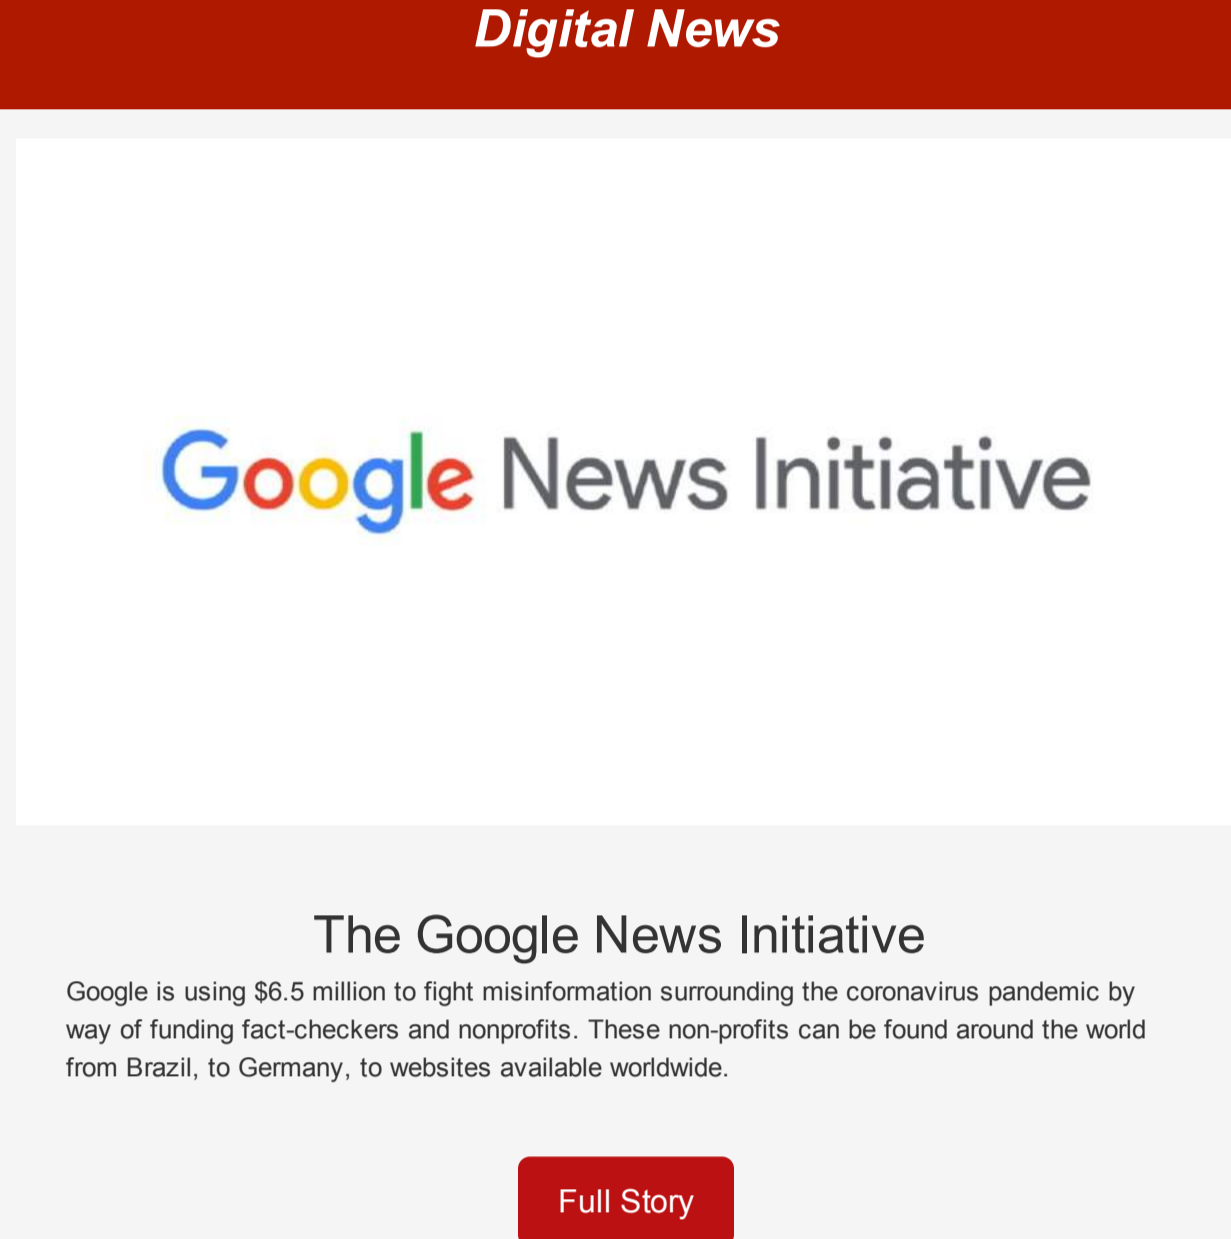 Digital News
Google News Initiative
The Google News Initiative
Google is using $6.5 million to fight misinformation surrounding the coronavirus pandemic by
way of funding fact-checkers and nonprofits. These non-profits can be found around the world
from Brazil, to Germany, to websites available worldwide.
Full Story